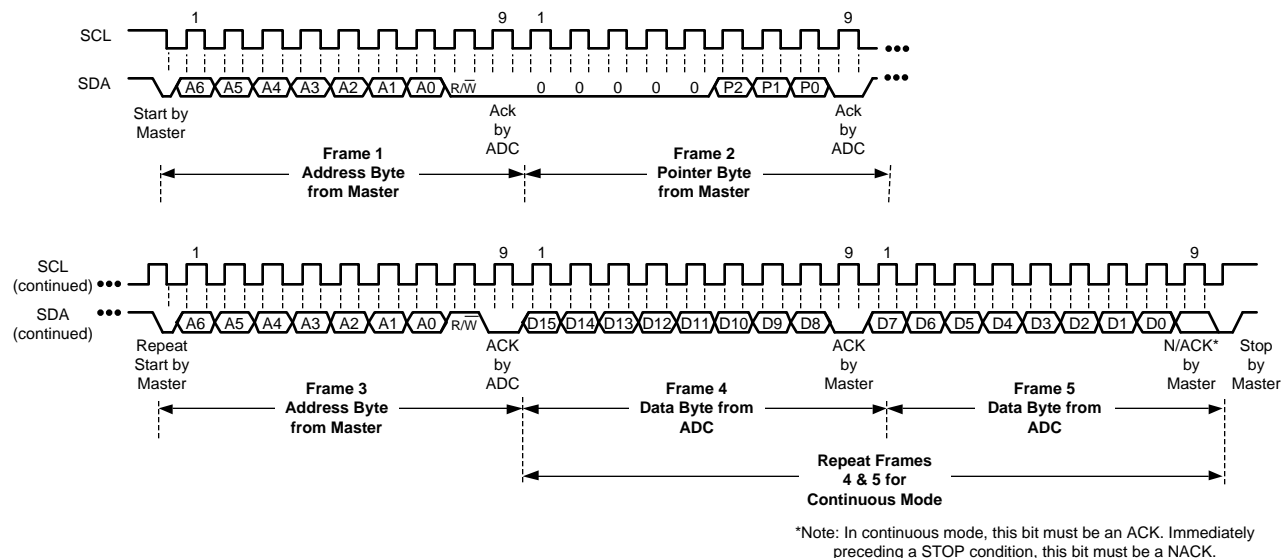 1 9 1 9
SCL
SDA A6 A5 A4 A3 A2 A1 A0 R/W̅ 0 0 0 0 0 P2 P1 P0
Start by
Master
Ack
by
ADC
Ack
by
ADC
Frame 1
Address Byte
from Master
Frame 2
Pointer Byte
from Master
1 9 1 9 1 9
SCL
(continued)
SDA
(continued)
A6 A5 A4 A3 A2 A1 A0 R/W̅ D15 D14 D13 D12 D11 D10 D9 D8 D7 D6 D5 D4 D3 D2 D1 D0
Repeat
Start by
Master
ACK
by
ADC
ACK
by
Master
N/ACK*
by
Master
Stop
by
Master
Frame 3
Address Byte
from Master
Frame 4
Data Byte from
ADC
Frame 5
Data Byte from
ADC
Repeat Frames
4 & 5 for
Continuous Mode
*Note: In continuous mode, this bit must be an ACK. Immediately
preceding a STOP condition, this bit must be a NACK.